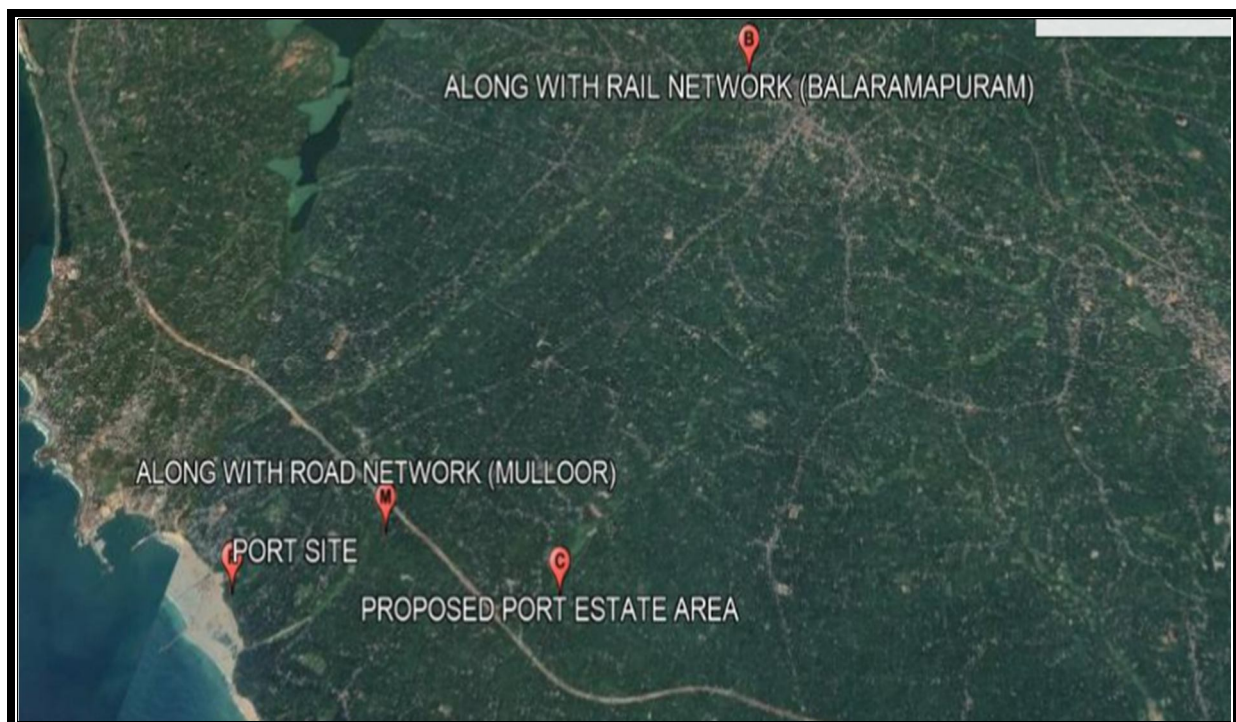 B
ALONG WITH RAIL NETWORK (BALARAMAPURAM)
ALONG WITH ROAD NETWORK (MULLOOR)
M
PORT SITE
C
PROPOSED PORT ESTATE AREA